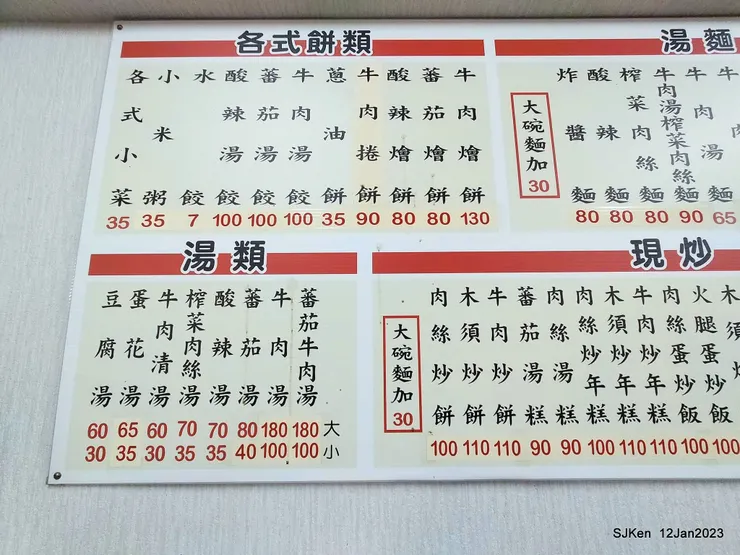 各式餅類
各式小菜 35
小米粥 35
水餃 7
酸辣湯餃 100
蕃茄湯餃 100
牛肉湯餃 100
蔥油餅 35
牛肉捲餅 90
酸辣燴餅 80
蕃茄燴餅 80
牛肉燴餅 130
湯麵
大碗麵加30
炸醬麵 80
酸辣麵 80
榨菜肉絲麵 80
牛肉湯榨菜肉絲麵 90
牛肉湯麵 65
湯類
豆腐湯 60 30
蛋花湯 65 35
牛肉清湯 60 30
榨菜肉絲湯 70 35
酸辣湯 70 35
蕃茄湯 80 40
牛肉湯 180 100
蕃茄牛肉湯 180 100
大
小
現炒
大碗麵加30
肉絲炒餅 100
木須炒餅 110
牛肉炒餅 110
蕃茄湯糕 90
肉絲湯糕 90
肉絲炒年糕 100
木須炒年糕 110
牛肉炒年糕 110
肉絲蛋炒飯 100
火腿蛋炒飯 100
SJKen 12Jan2023